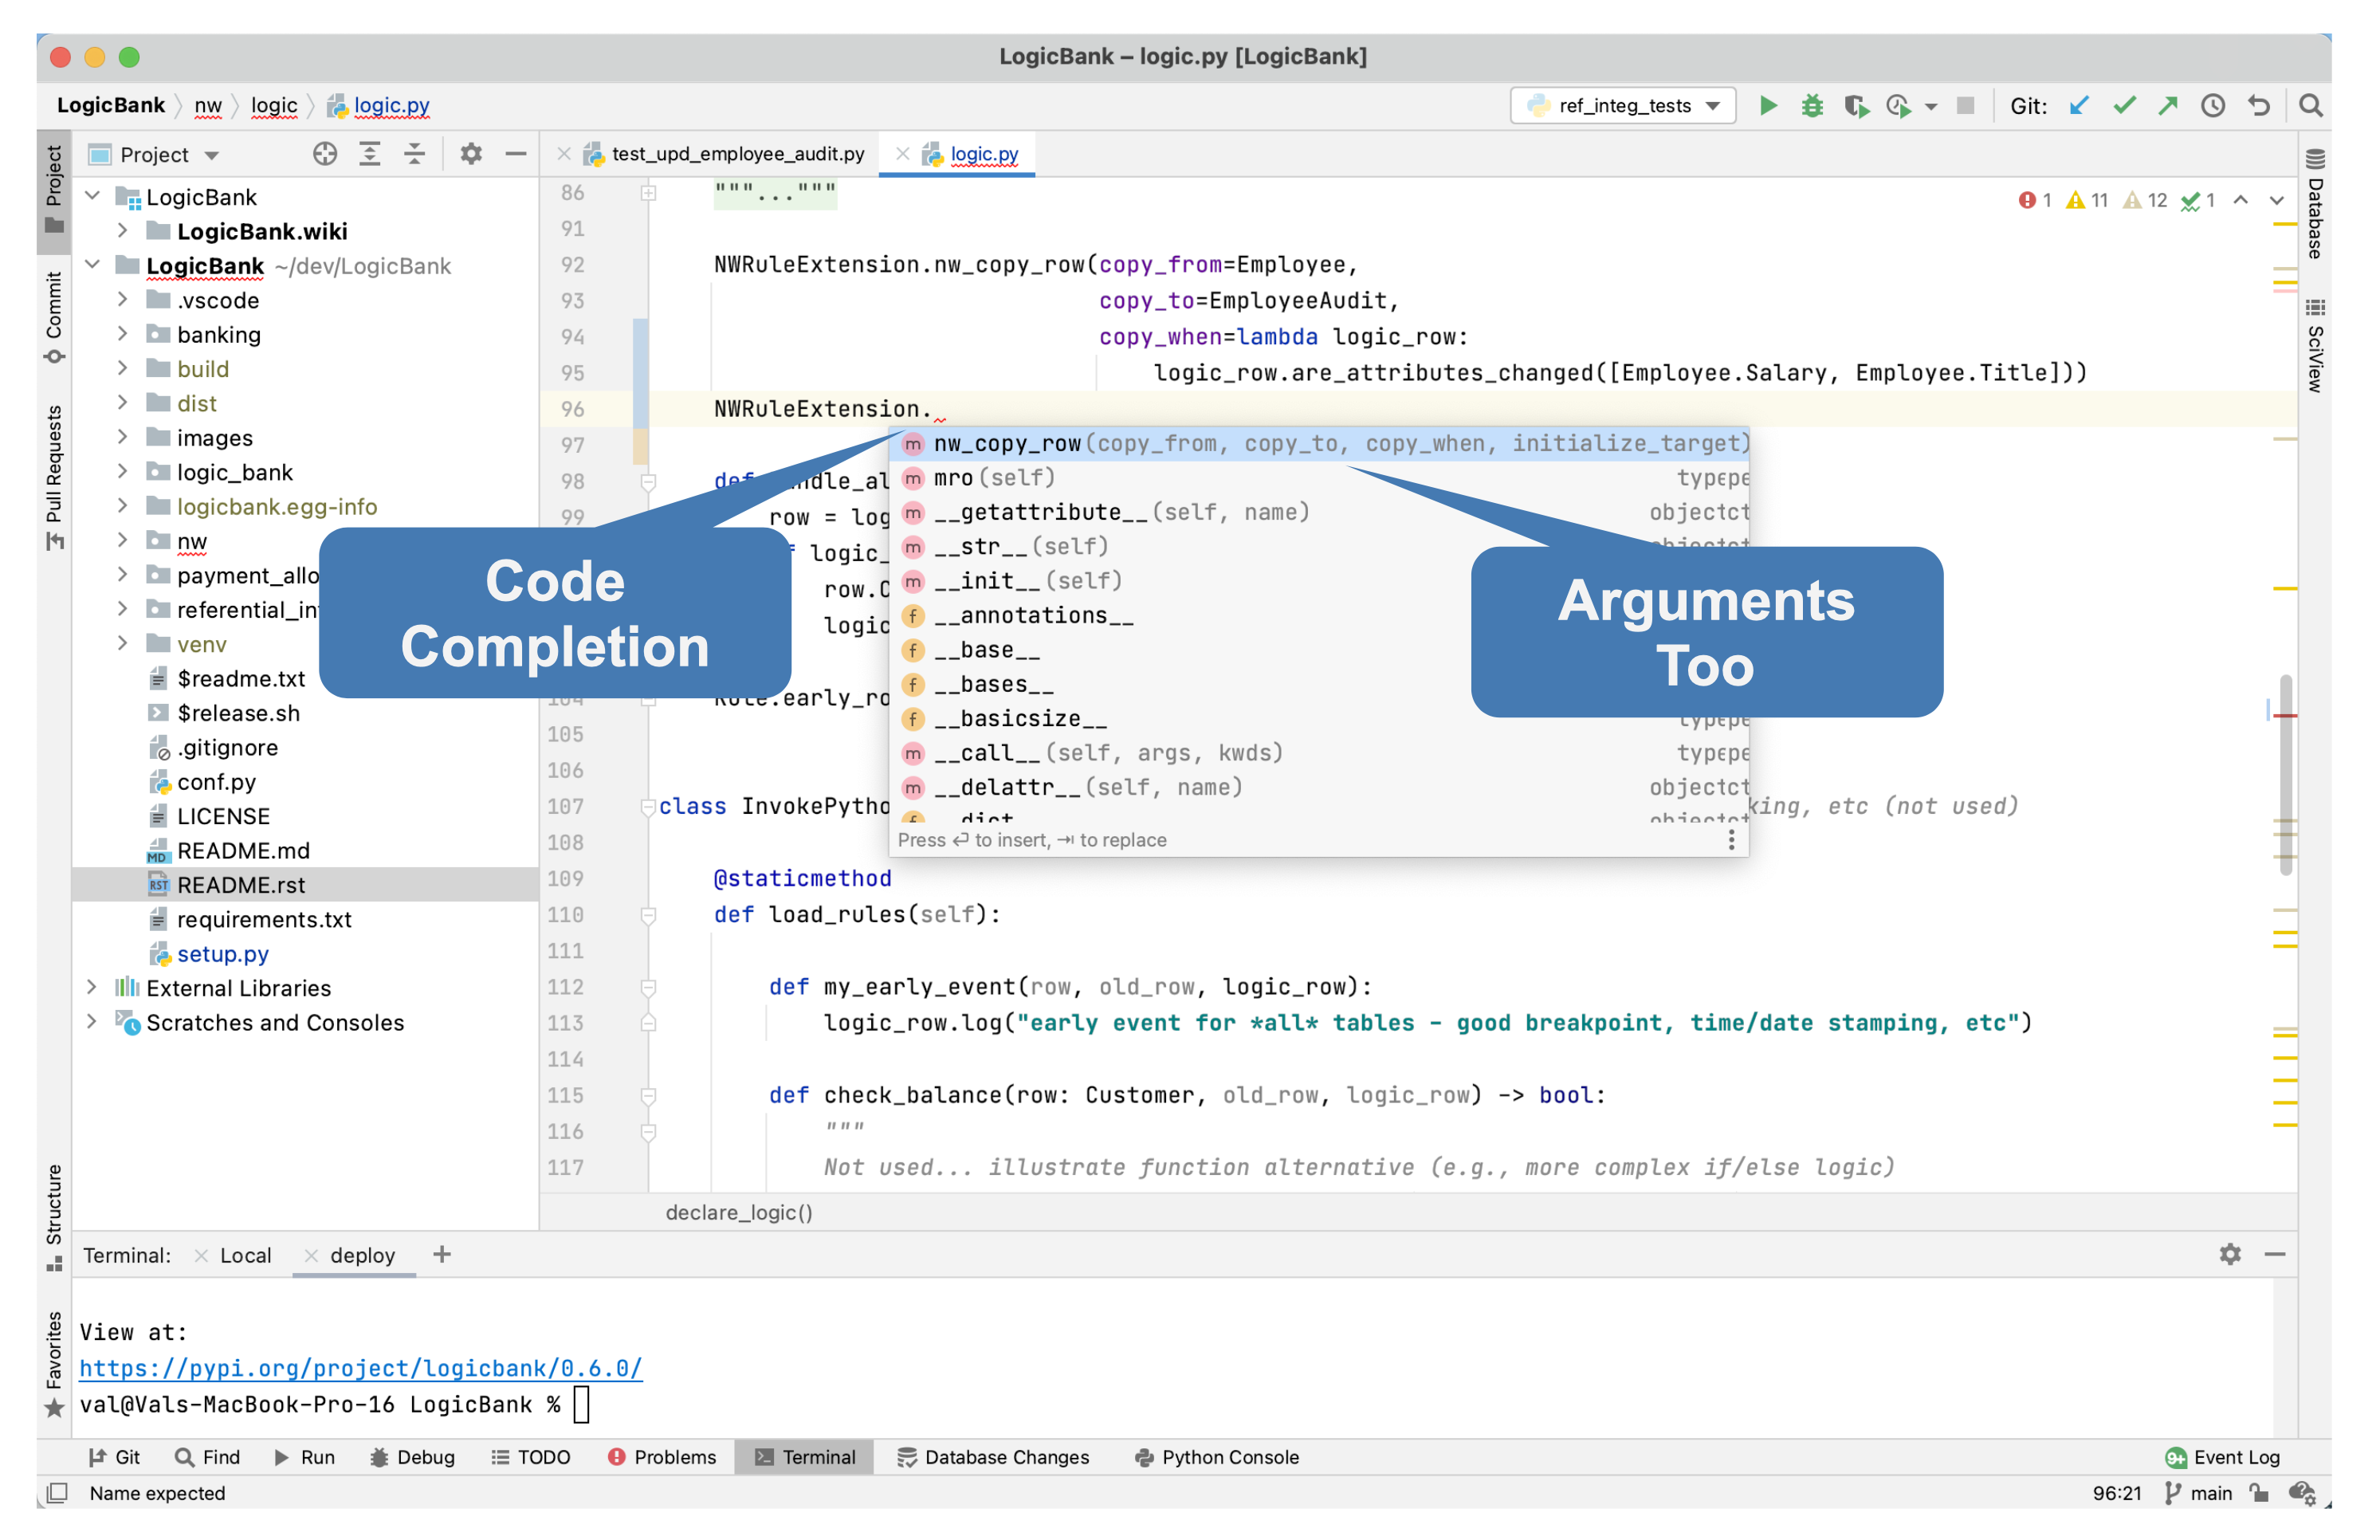 LogicBank – logic.py [LogicBank]
LogicBank nw logic logic.py
ref_integ_tests
Git:
Project
Commit
Pull Requests
Structure
Favorites
Project
LogicBank
LogicBank.wiki
LogicBank ~/dev/LogicBank
.vscode
banking
build
dist
images
logic_bank
logicbank.egg-info
nw
payment_allo
referential_in
venv
$readme.txt
$release.sh
.gitignore
conf.py
LICENSE
MD README.md
RST README.rst
requirements.txt
setup.py
External Libraries
Scratches and Consoles
test_upd_employee_audit.py
logic.py
1 11 12 1
Database
SciView
86 """..."""
91
92 NWRuleExtension.nw_copy_row(copy_from=Employee,
93 copy_to=EmployeeAudit,
94 copy_when=lambda logic_row:
95 logic_row.are_attributes_changed([Employee.Salary, Employee.Title]))
96 NWRuleExtension.
97
98
99 row = log
logic_
row.
logic
104 Rule.early_ro
105
106
107 class InvokePytho king, etc (not used)
108
109 @staticmethod
110 def load_rules(self):
111
112 def my_early_event(row, old_row, logic_row):
113 logic_row.log("early event for *all* tables - good breakpoint, time/date stamping, etc")
114
115 def check_balance(row: Customer, old_row, logic_row) -> bool:
116 """
117 Not used... illustrate function alternative (e.g., more complex if/else logic)
declare_logic()
m nw_copy_row(copy_from, copy_to, copy_when, initialize_target)
m mro(self) type
m __getattribute__(self, name) object
m __str__(self)
m __init__(self)
f __annotations__
f __base__
f __bases__
f __basicsize__ type
m __call__(self, args, kwds) type
m __delattr__(self, name) object
f __dict__ object
Press ↩ to insert, ⇥ to replace
Code
Completion
Arguments
Too
Terminal: Local deploy +
View at:
https://pypi.org/project/logicbank/0.6.0/
val@Vals-MacBook-Pro-16 LogicBank %
Git Find Run Debug TODO Problems Terminal Database Changes Python Console 9+ Event Log
Name expected 96:21 main